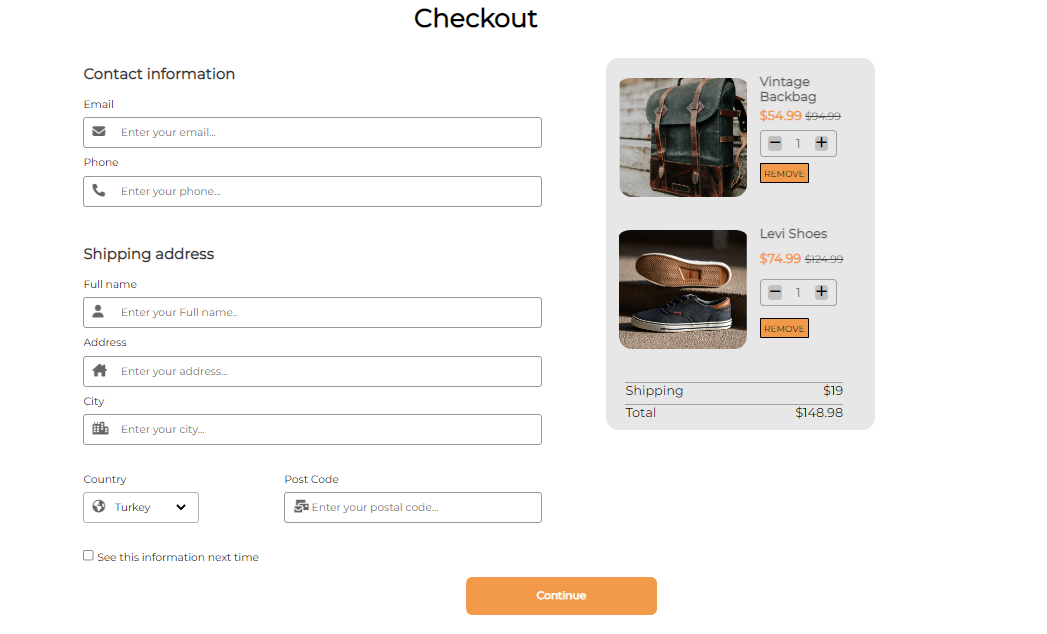 Checkout
Contact information
Email
Enter your email...
Phone
Enter your phone...
Shipping address
Full name
Enter your Full name..
Address
Enter your address...
City
Enter your city...
Country
Post Code
Turkey
Enter your postal code...
See this information next time
Vintage
Backbag
$54.99 $94.99
1
REMOVE
Levi Shoes
$74.99 $124.99
1
REMOVE
Shipping $19
Total $148.98
Continue